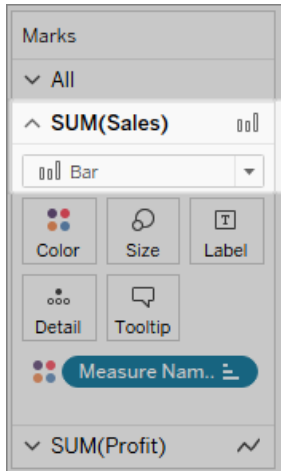 Marks
All
SUM(Sales)
Bar
Color Size Label
Detail Tooltip
Measure Nam..
SUM(Profit)